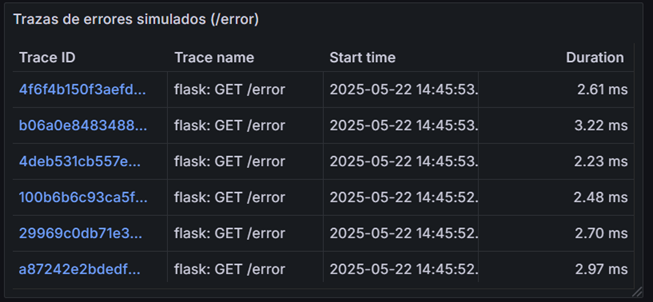 Trazas de errores simulados (/error)
Trace ID Trace name Start time Duration
4f6f4b150f3aefd... flask: GET /error 2025-05-22 14:45:53. 2.61 ms
b06a0e8483488... flask: GET /error 2025-05-22 14:45:53. 3.22 ms
4deb531cb557e... flask: GET /error 2025-05-22 14:45:53. 2.23 ms
100b6b6c93ca5f... flask: GET /error 2025-05-22 14:45:52. 2.48 ms
29969c0db71e3... flask: GET /error 2025-05-22 14:45:52. 2.70 ms
a87242e2bdedf... flask: GET /error 2025-05-22 14:45:52. 2.97 ms